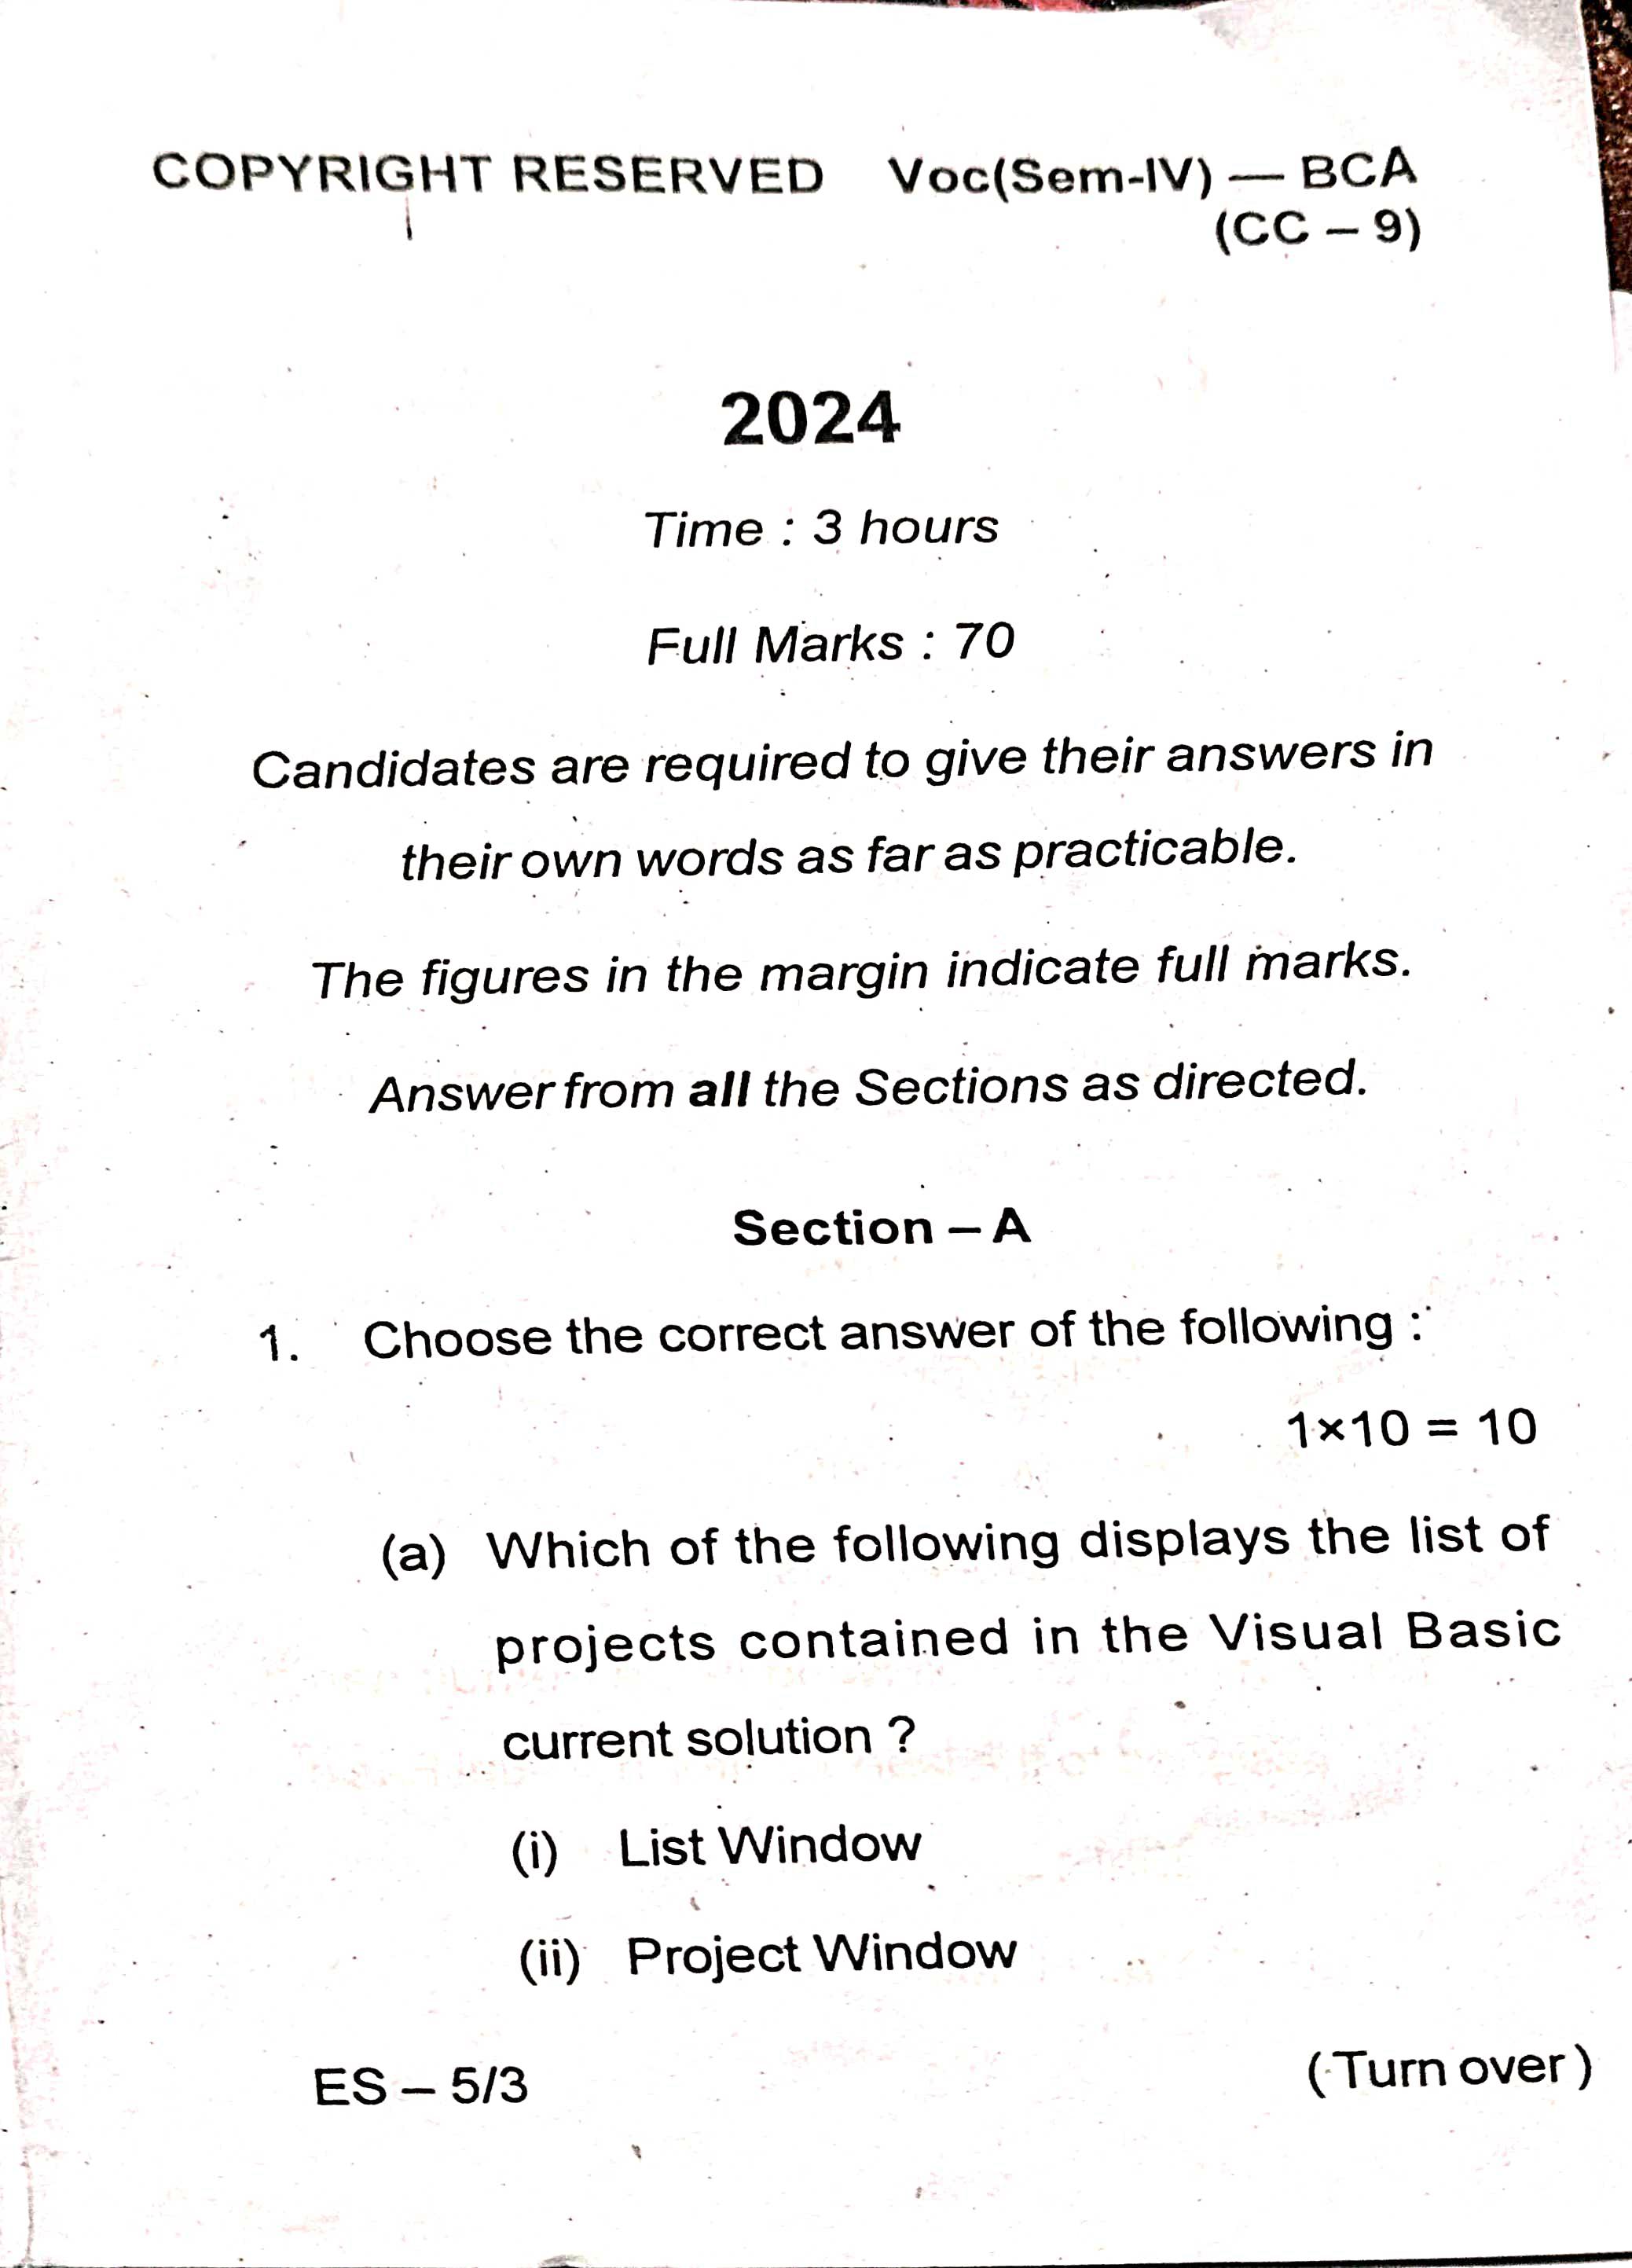 COPYRIGHT RESERVED Voc(Sem-IV) — BCA
(CC – 9)
2024
Time : 3 hours
Full Marks : 70
Candidates are required to give their answers in
their own words as far as practicable.
The figures in the margin indicate full marks.
Answer from all the Sections as directed.
Section – A
1. Choose the correct answer of the following :
1×10 = 10
(a) Which of the following displays the list of
projects contained in the Visual Basic
current solution ?
(i) List Window
(ii) Project Window
ES – 5/3 (Turn over)